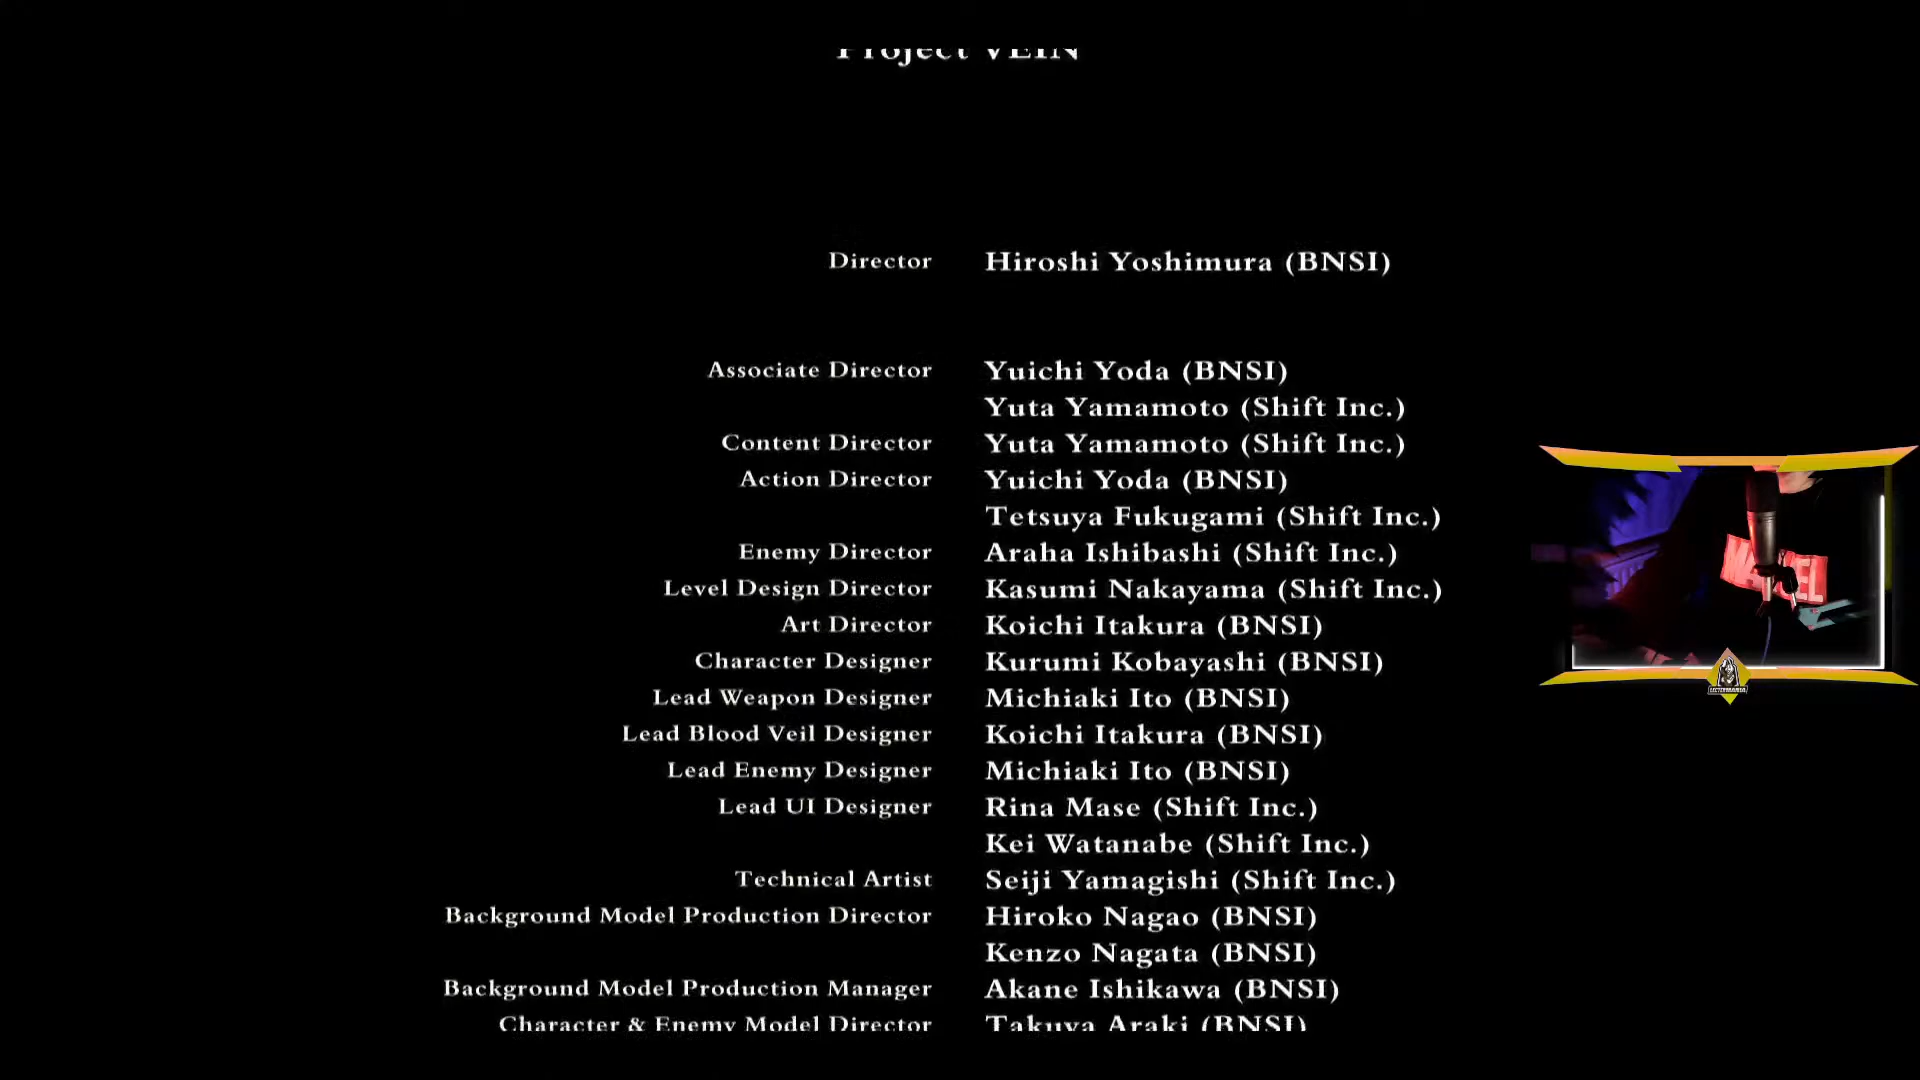 Project VEIN
Director Hiroshi Yoshimura (BNSI)
Associate Director Yuichi Yoda (BNSI)
Yuta Yamamoto (Shift Inc.)
Content Director Yuta Yamamoto (Shift Inc.)
Action Director Yuichi Yoda (BNSI)
Tetsuya Fukugami (Shift Inc.)
Enemy Director Araha Ishibashi (Shift Inc.)
Level Design Director Kasumi Nakayama (Shift Inc.)
Art Director Koichi Itakura (BNSI)
Character Designer Kurumi Kobayashi (BNSI)
Lead Weapon Designer Michiaki Ito (BNSI)
Lead Blood Veil Designer Koichi Itakura (BNSI)
Lead Enemy Designer Michiaki Ito (BNSI)
Lead UI Designer Rina Mase (Shift Inc.)
Kei Watanabe (Shift Inc.)
Technical Artist Seiji Yamagishi (Shift Inc.)
Background Model Production Director Hiroko Nagao (BNSI)
Kenzo Nagata (BNSI)
Background Model Production Manager Akane Ishikawa (BNSI)
Character & Enemy Model Director Takuya Araki (BNSI)